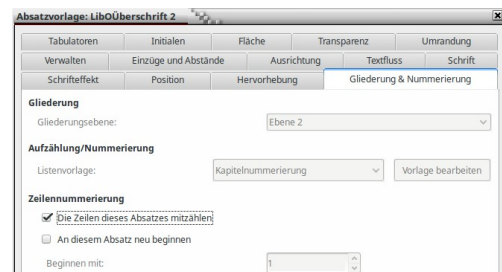 Absatzvorlage: LibOÜberschrift 2
Tabulatoren Initialen Fläche Transparenz Umrandung
Verwalten Einzüge und Abstände Ausrichtung Textfluss Schrift
Schrifteffekt Position Hervorhebung Gliederung & Nummerierung
Gliederung
Gliederungsebene: Ebene 2
Aufzählung/Nummerierung
Listenvorlage: Kapitelnummerierung Vorlage bearbeiten
Zeilennummerierung
Die Zeilen dieses Absatzes mitzählen
An diesem Absatz neu beginnen
Beginnen mit: 1